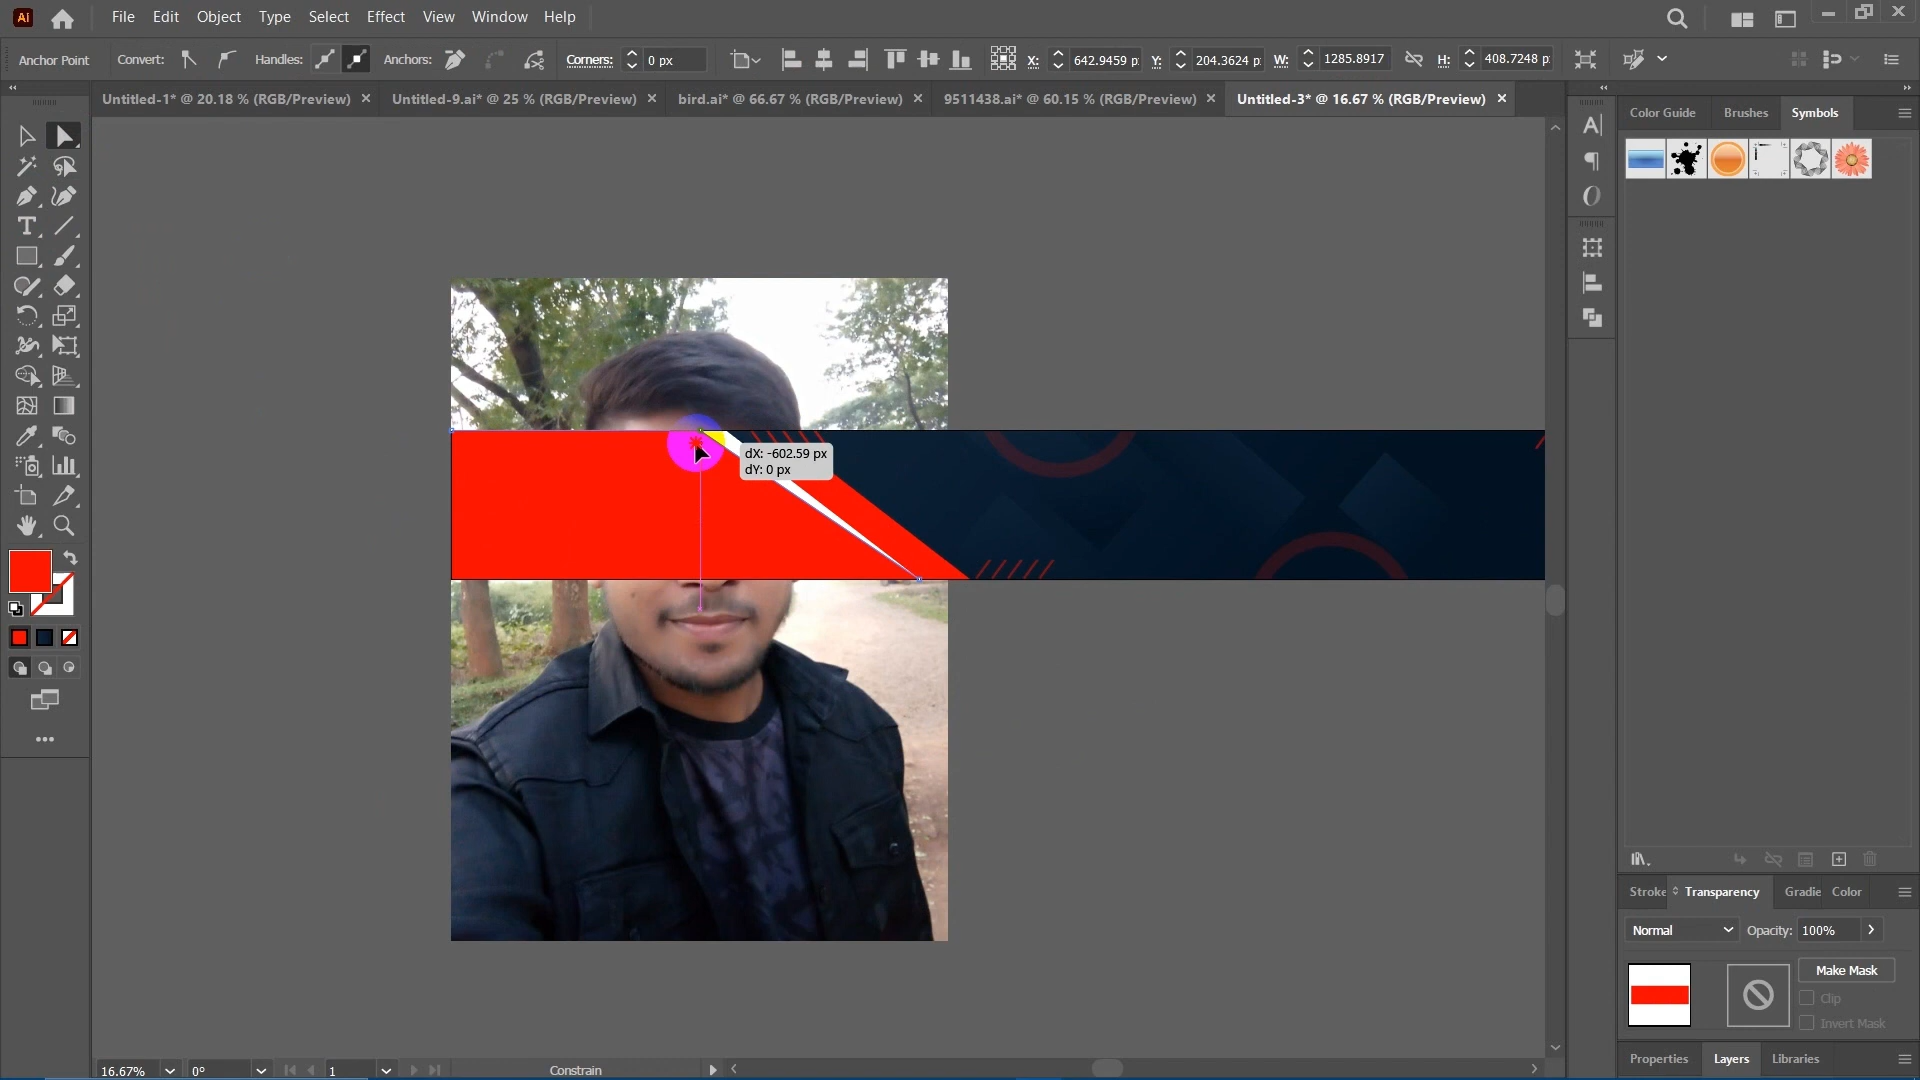 Ai File Edit Object Type Select Effect View Window Help
Anchor Point Convert: Handles: Anchors: Corners: 0 px X: 642.9459 p Y: 204.3624 p W: 1285.8917 H: 408.7248 p
Untitled-1* @ 20.18 % (RGB/Preview) × Untitled-9.ai* @ 25 % (RGB/Preview) × bird.ai* @ 66.67 % (RGB/Preview) × 9511438.ai* @ 60.15 % (RGB/Preview) × Untitled-3* @ 16.67 % (RGB/Preview) ×
Color Guide Brushes Symbols
dX: -602.59 px
dY: 0 px
Stroke Transparency Gradie Color
Normal Opacity: 100%
Make Mask
Clip
Invert Mask
Properties Layers Libraries
16.67% 0° 1 Constrain